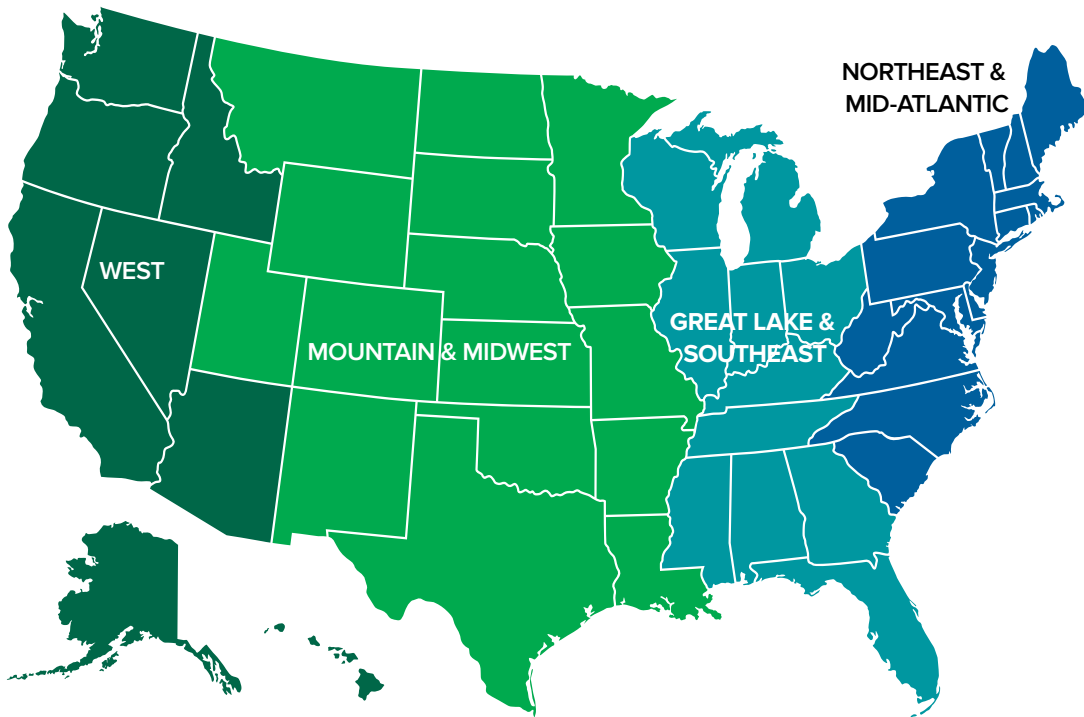 NORTHEAST &
MID-ATLANTIC
WEST
GREAT LAKE &
SOUTHEAST
MOUNTAIN & MIDWEST